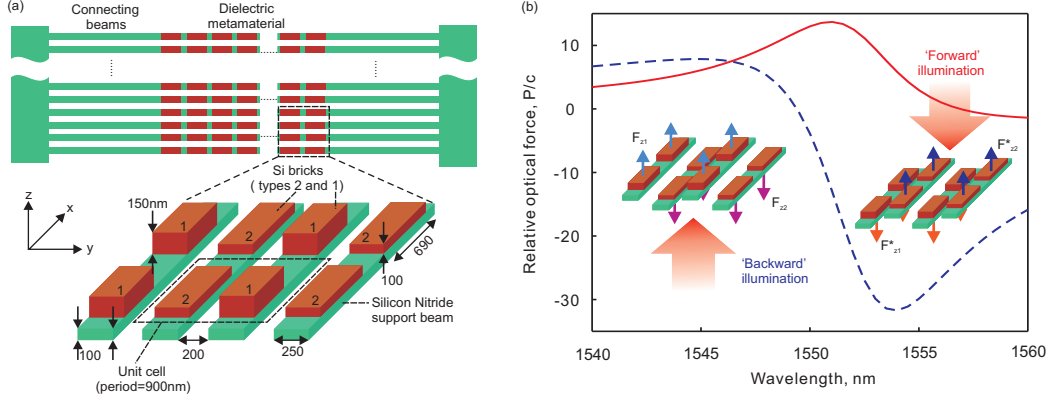 (a)
Connecting
beams
Dielectric
metamaterial
Si bricks
( types 2 and 1)
z
x
y
150nm
1
2
1
2
1
2
1
2
690
100
Silicon Nitride
support beam
100
200
250
Unit cell
(period=900nm)
(b)
Relative optical force, P/c
10
0
-10
-20
-30
1540
1545
1550
1555
1560
Wavelength, nm
'Forward'
illumination
Fz1
Fz2
'Backward'
illumination
F*z2
F*z1